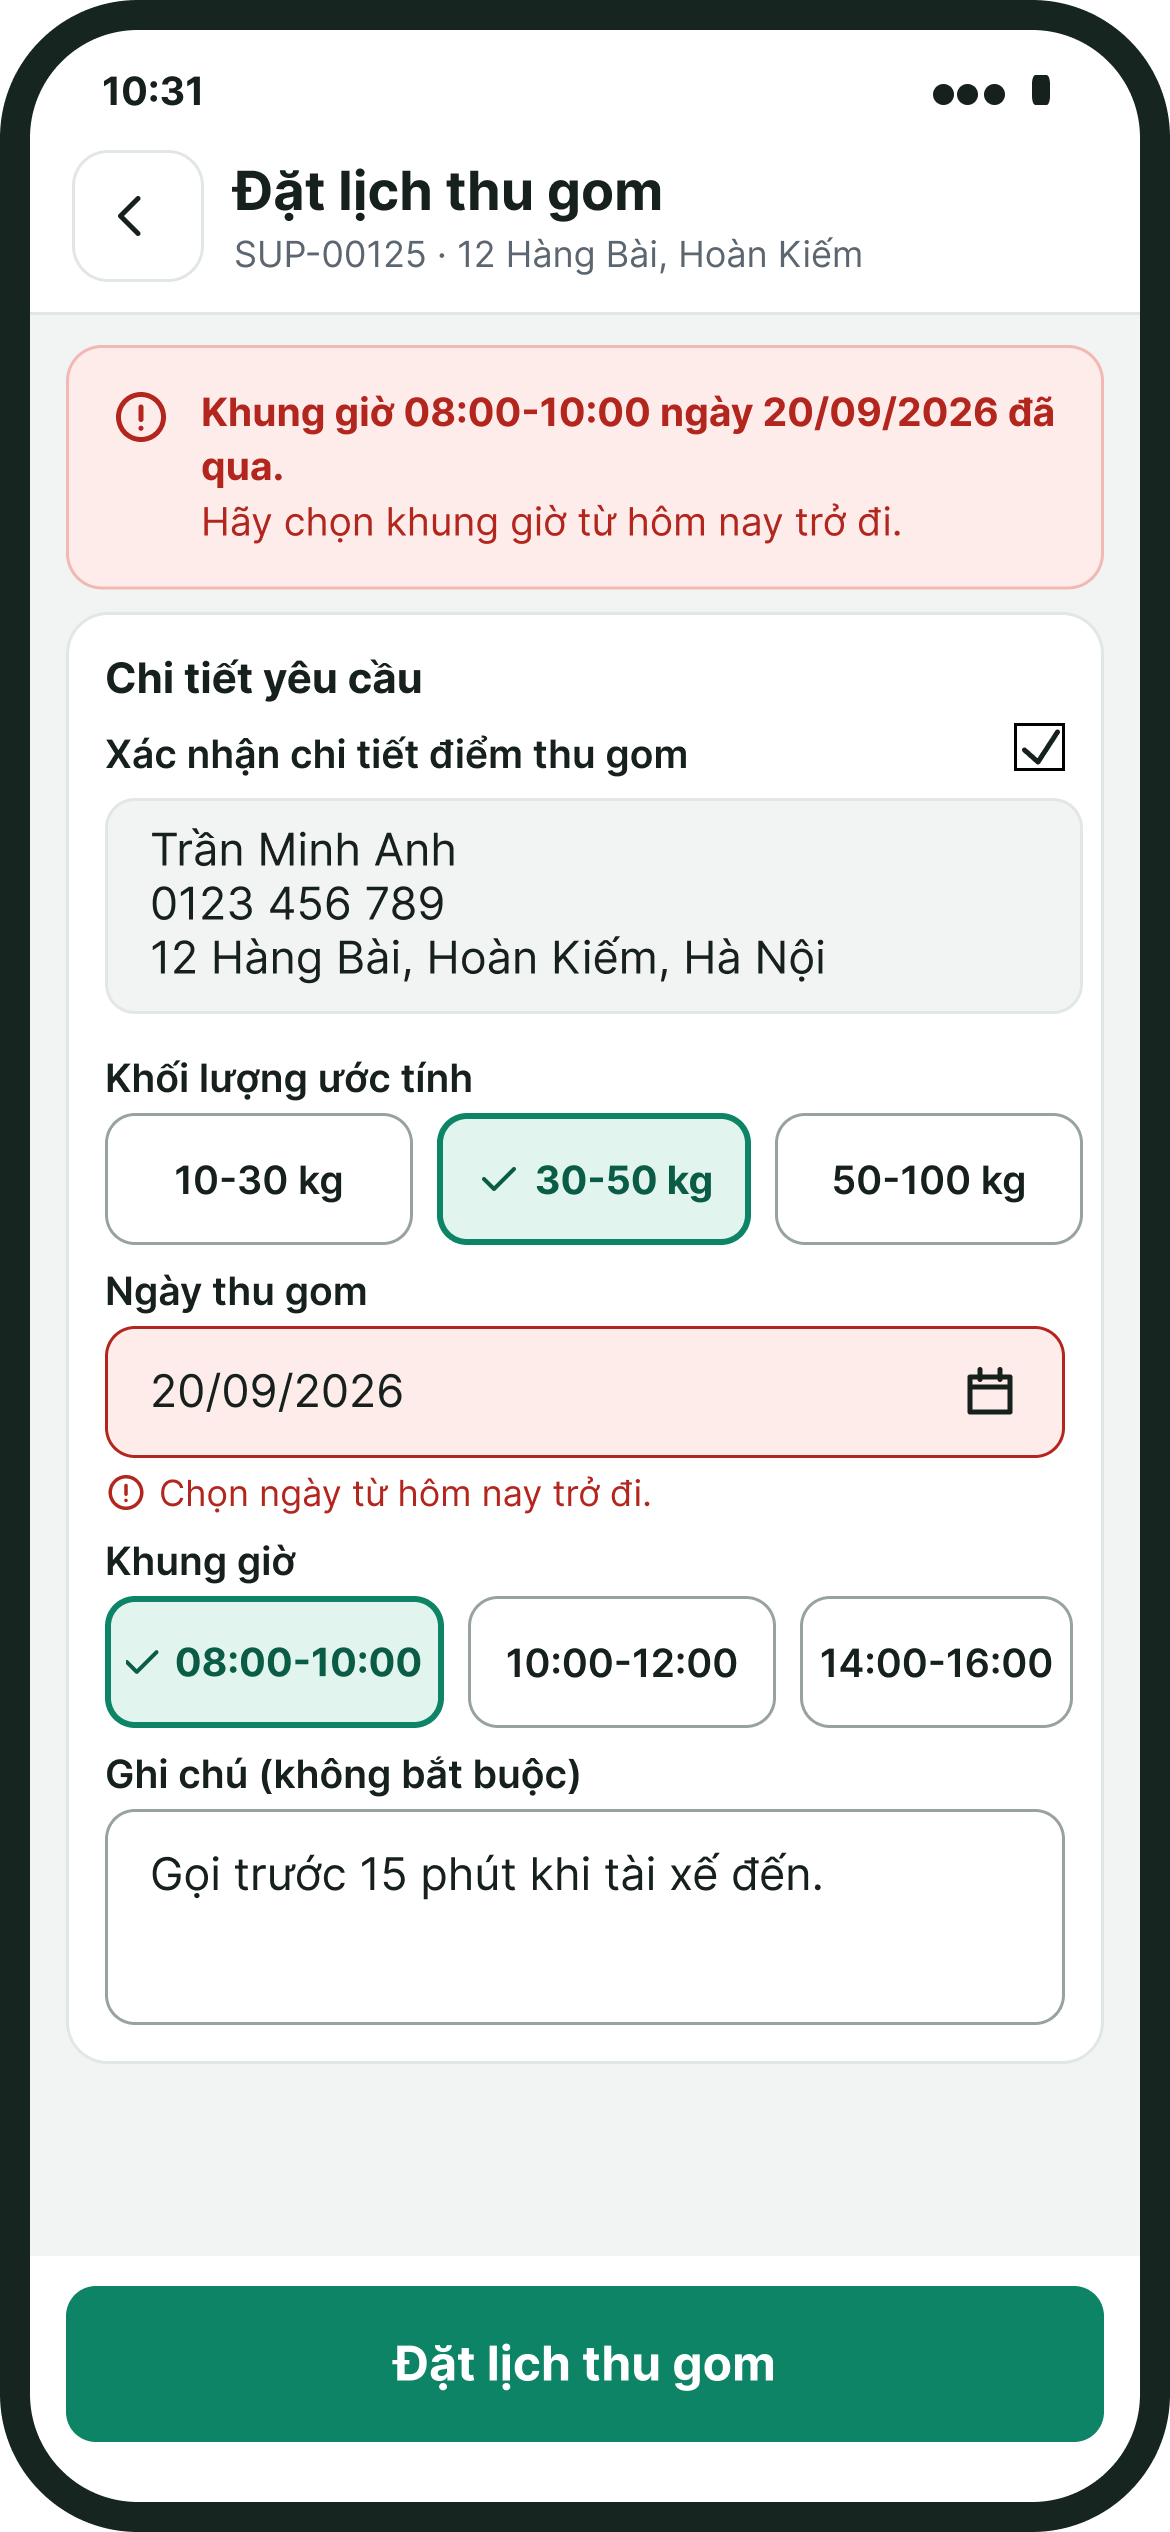 10:31
Đặt lịch thu gom
SUP-00125 · 12 Hàng Bài, Hoàn Kiếm
Khung giờ 08:00-10:00 ngày 20/09/2026 đã
qua.
Hãy chọn khung giờ từ hôm nay trở đi.
Chi tiết yêu cầu
Xác nhận chi tiết điểm thu gom
Trần Minh Anh
0123 456 789
12 Hàng Bài, Hoàn Kiếm, Hà Nội
Khối lượng ước tính
10-30 kg
30-50 kg
50-100 kg
Ngày thu gom
20/09/2026
Chọn ngày từ hôm nay trở đi.
Khung giờ
08:00-10:00
10:00-12:00
14:00-16:00
Ghi chú (không bắt buộc)
Gọi trước 15 phút khi tài xế đến.
Đặt lịch thu gom